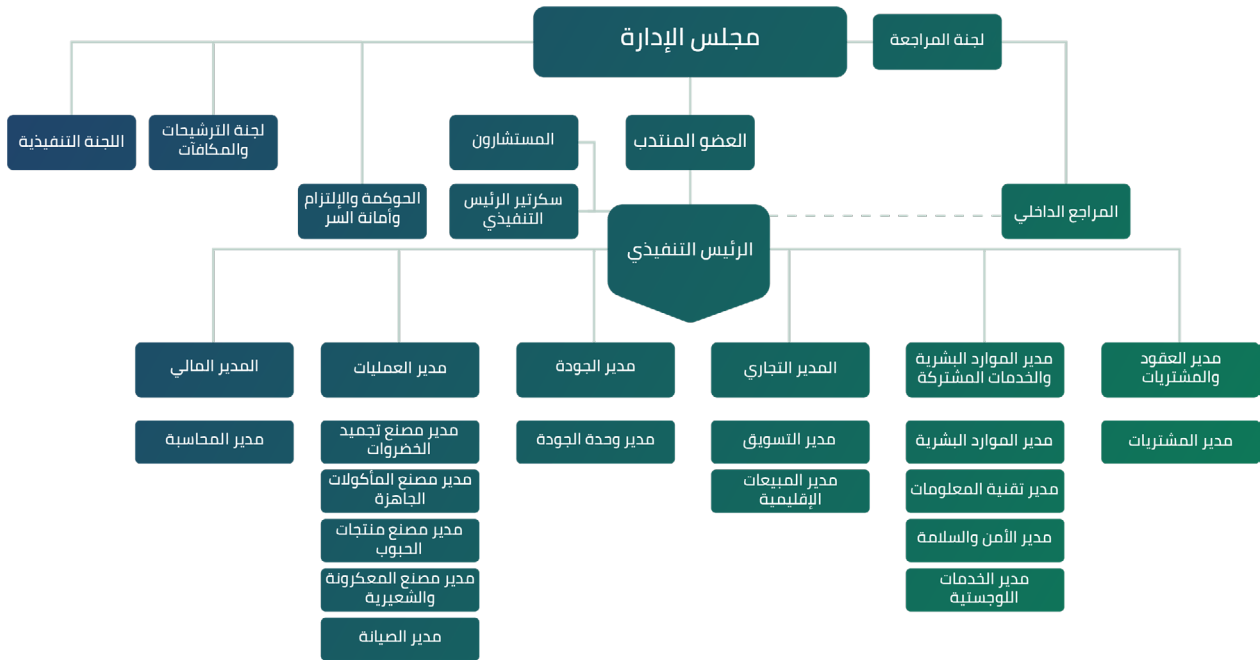 مجلس الإدارة
لجنة المراجعة
اللجنة التنفيذية
لجنة الترشيحات
والمكافآت
المستشارون
العضو المنتدب
الحوكمة والإلتزام
وأمانة السر
سكرتير الرئيس
التنفيذي
المراجع الداخلي
الرئيس التنفيذي
مدير العقود
والمشتريات
مدير المشتريات
مدير الموارد البشرية
والخدمات المشتركة
مدير الموارد البشرية
مدير تقنية المعلومات
مدير الأمن والسلامة
مدير الخدمات
اللوجستية
المدير التجاري
مدير التسويق
مدير المبيعات
الإقليمية
مدير الجودة
مدير وحدة الجودة
مدير العمليات
مدير مصنع تجميد
الخضروات
مدير مصنع المأكولات
الجاهزة
مدير مصنع منتجات
الحبوب
مدير مصنع المعكرونة
والشعيرية
مدير الصيانة
المدير المالي
مدير المحاسبة